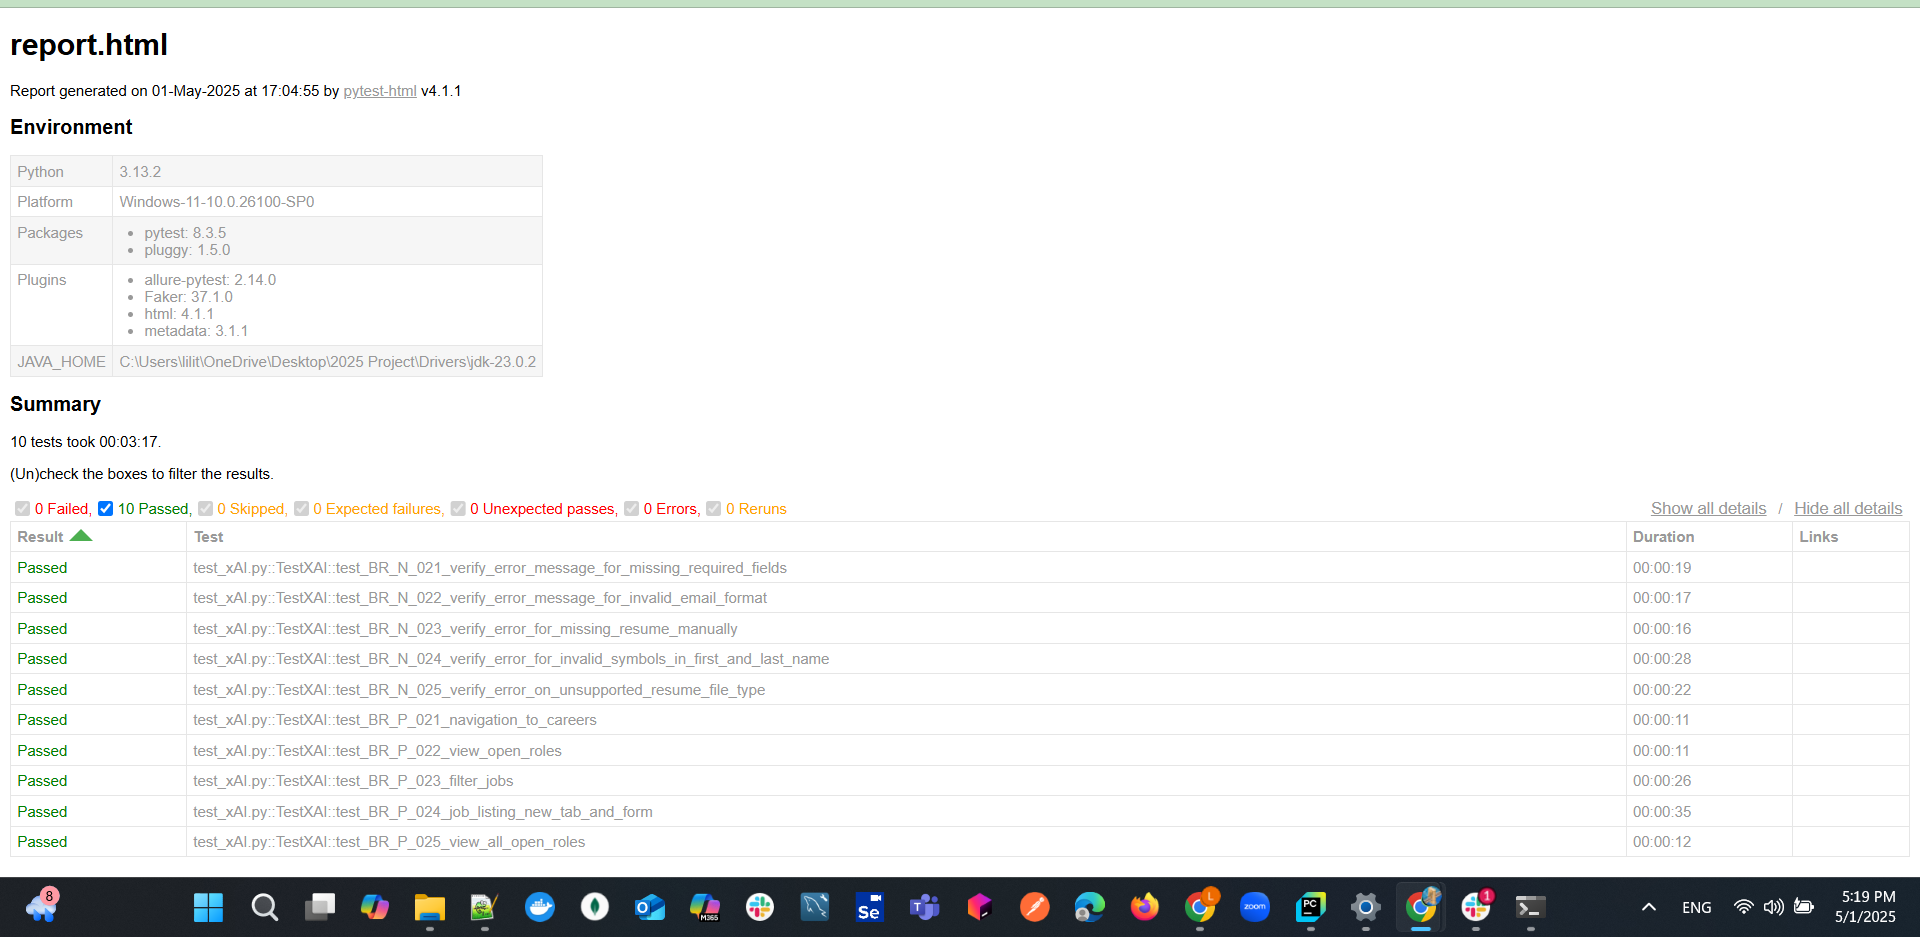 report.html
Report generated on 01-May-2025 at 17:04:55 by pytest-html v4.1.1
Environment
Python 3.13.2
Platform Windows-11-10.0.26100-SP0
Packages
pytest: 8.3.5
pluggy: 1.5.0
Plugins
allure-pytest: 2.14.0
Faker: 37.1.0
html: 4.1.1
metadata: 3.1.1
JAVA_HOME C:\Users\lilit\OneDrive\Desktop\2025 Project\Drivers\jdk-23.0.2
Summary
10 tests took 00:03:17.
(Un)check the boxes to filter the results.
0 Failed, 10 Passed, 0 Skipped, 0 Expected failures, 0 Unexpected passes, 0 Errors, 0 Reruns Show all details / Hide all details
Result Test Duration Links
Passed test_xAI.py::TestXAI::test_BR_N_021_verify_error_message_for_missing_required_fields 00:00:19
Passed test_xAI.py::TestXAI::test_BR_N_022_verify_error_message_for_invalid_email_format 00:00:17
Passed test_xAI.py::TestXAI::test_BR_N_023_verify_error_for_missing_resume_manually 00:00:16
Passed test_xAI.py::TestXAI::test_BR_N_024_verify_error_for_invalid_symbols_in_first_and_last_name 00:00:28
Passed test_xAI.py::TestXAI::test_BR_N_025_verify_error_on_unsupported_resume_file_type 00:00:22
Passed test_xAI.py::TestXAI::test_BR_P_021_navigation_to_careers 00:00:11
Passed test_xAI.py::TestXAI::test_BR_P_022_view_open_roles 00:00:11
Passed test_xAI.py::TestXAI::test_BR_P_023_filter_jobs 00:00:26
Passed test_xAI.py::TestXAI::test_BR_P_024_job_listing_new_tab_and_form 00:00:35
Passed test_xAI.py::TestXAI::test_BR_P_025_view_all_open_roles 00:00:12
8 M365 Se T L zoom PC 1 ENG 5:19 PM
5/1/2025